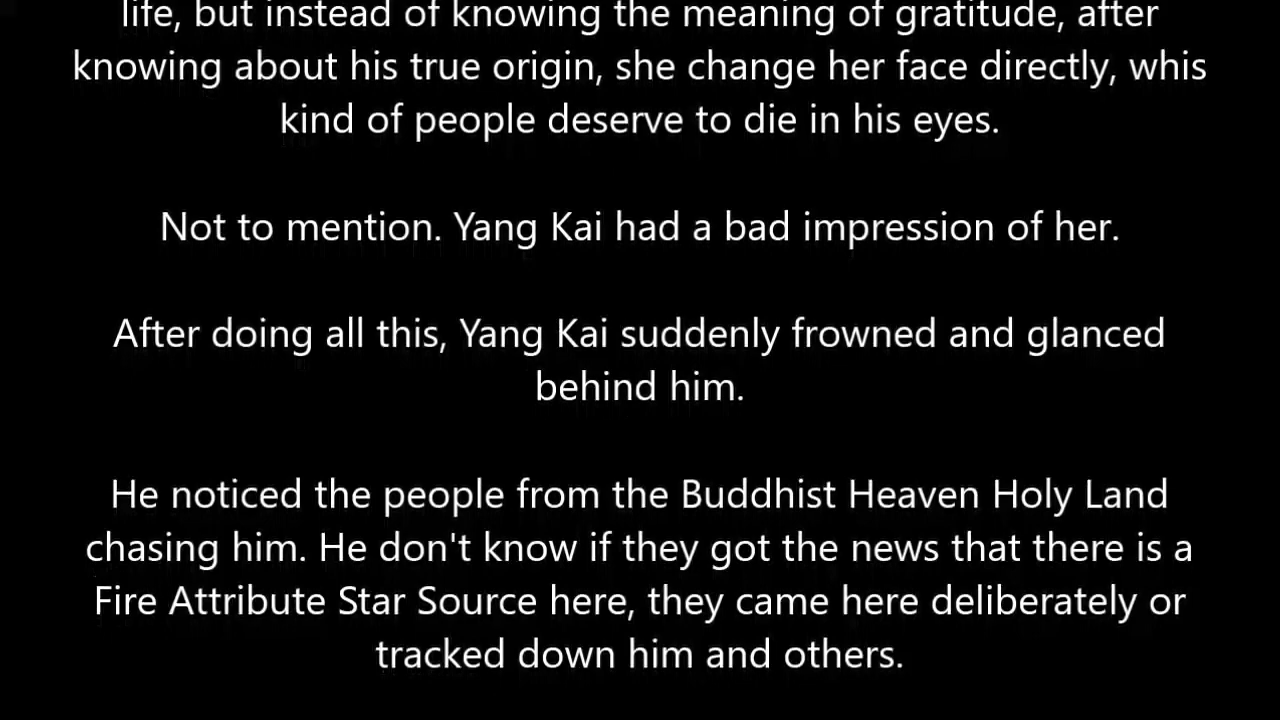 life, but instead of knowing the meaning of gratitude, after
knowing about his true origin, she change her face directly, whis
kind of people deserve to die in his eyes.
Not to mention. Yang Kai had a bad impression of her.
After doing all this, Yang Kai suddenly frowned and glanced
behind him.
He noticed the people from the Buddhist Heaven Holy Land
chasing him. He don't know if they got the news that there is a
Fire Attribute Star Source here, they came here deliberately or
tracked down him and others.